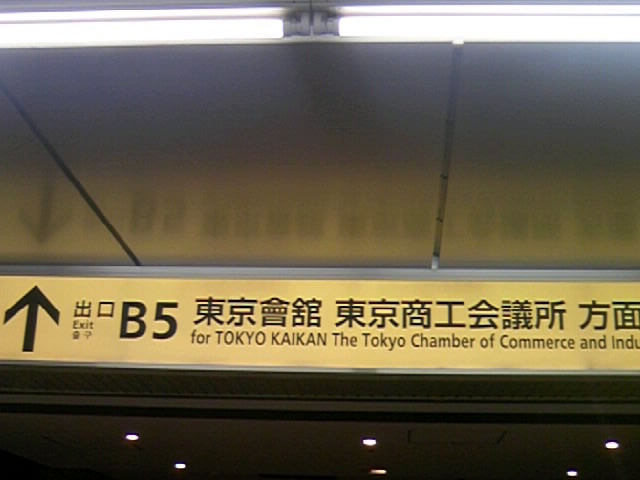 出口 B5 東京會舘 東京商工会議所 方面
Exit for TOKYO KAIKAN The Tokyo Chamber of Commerce and Indu
출구